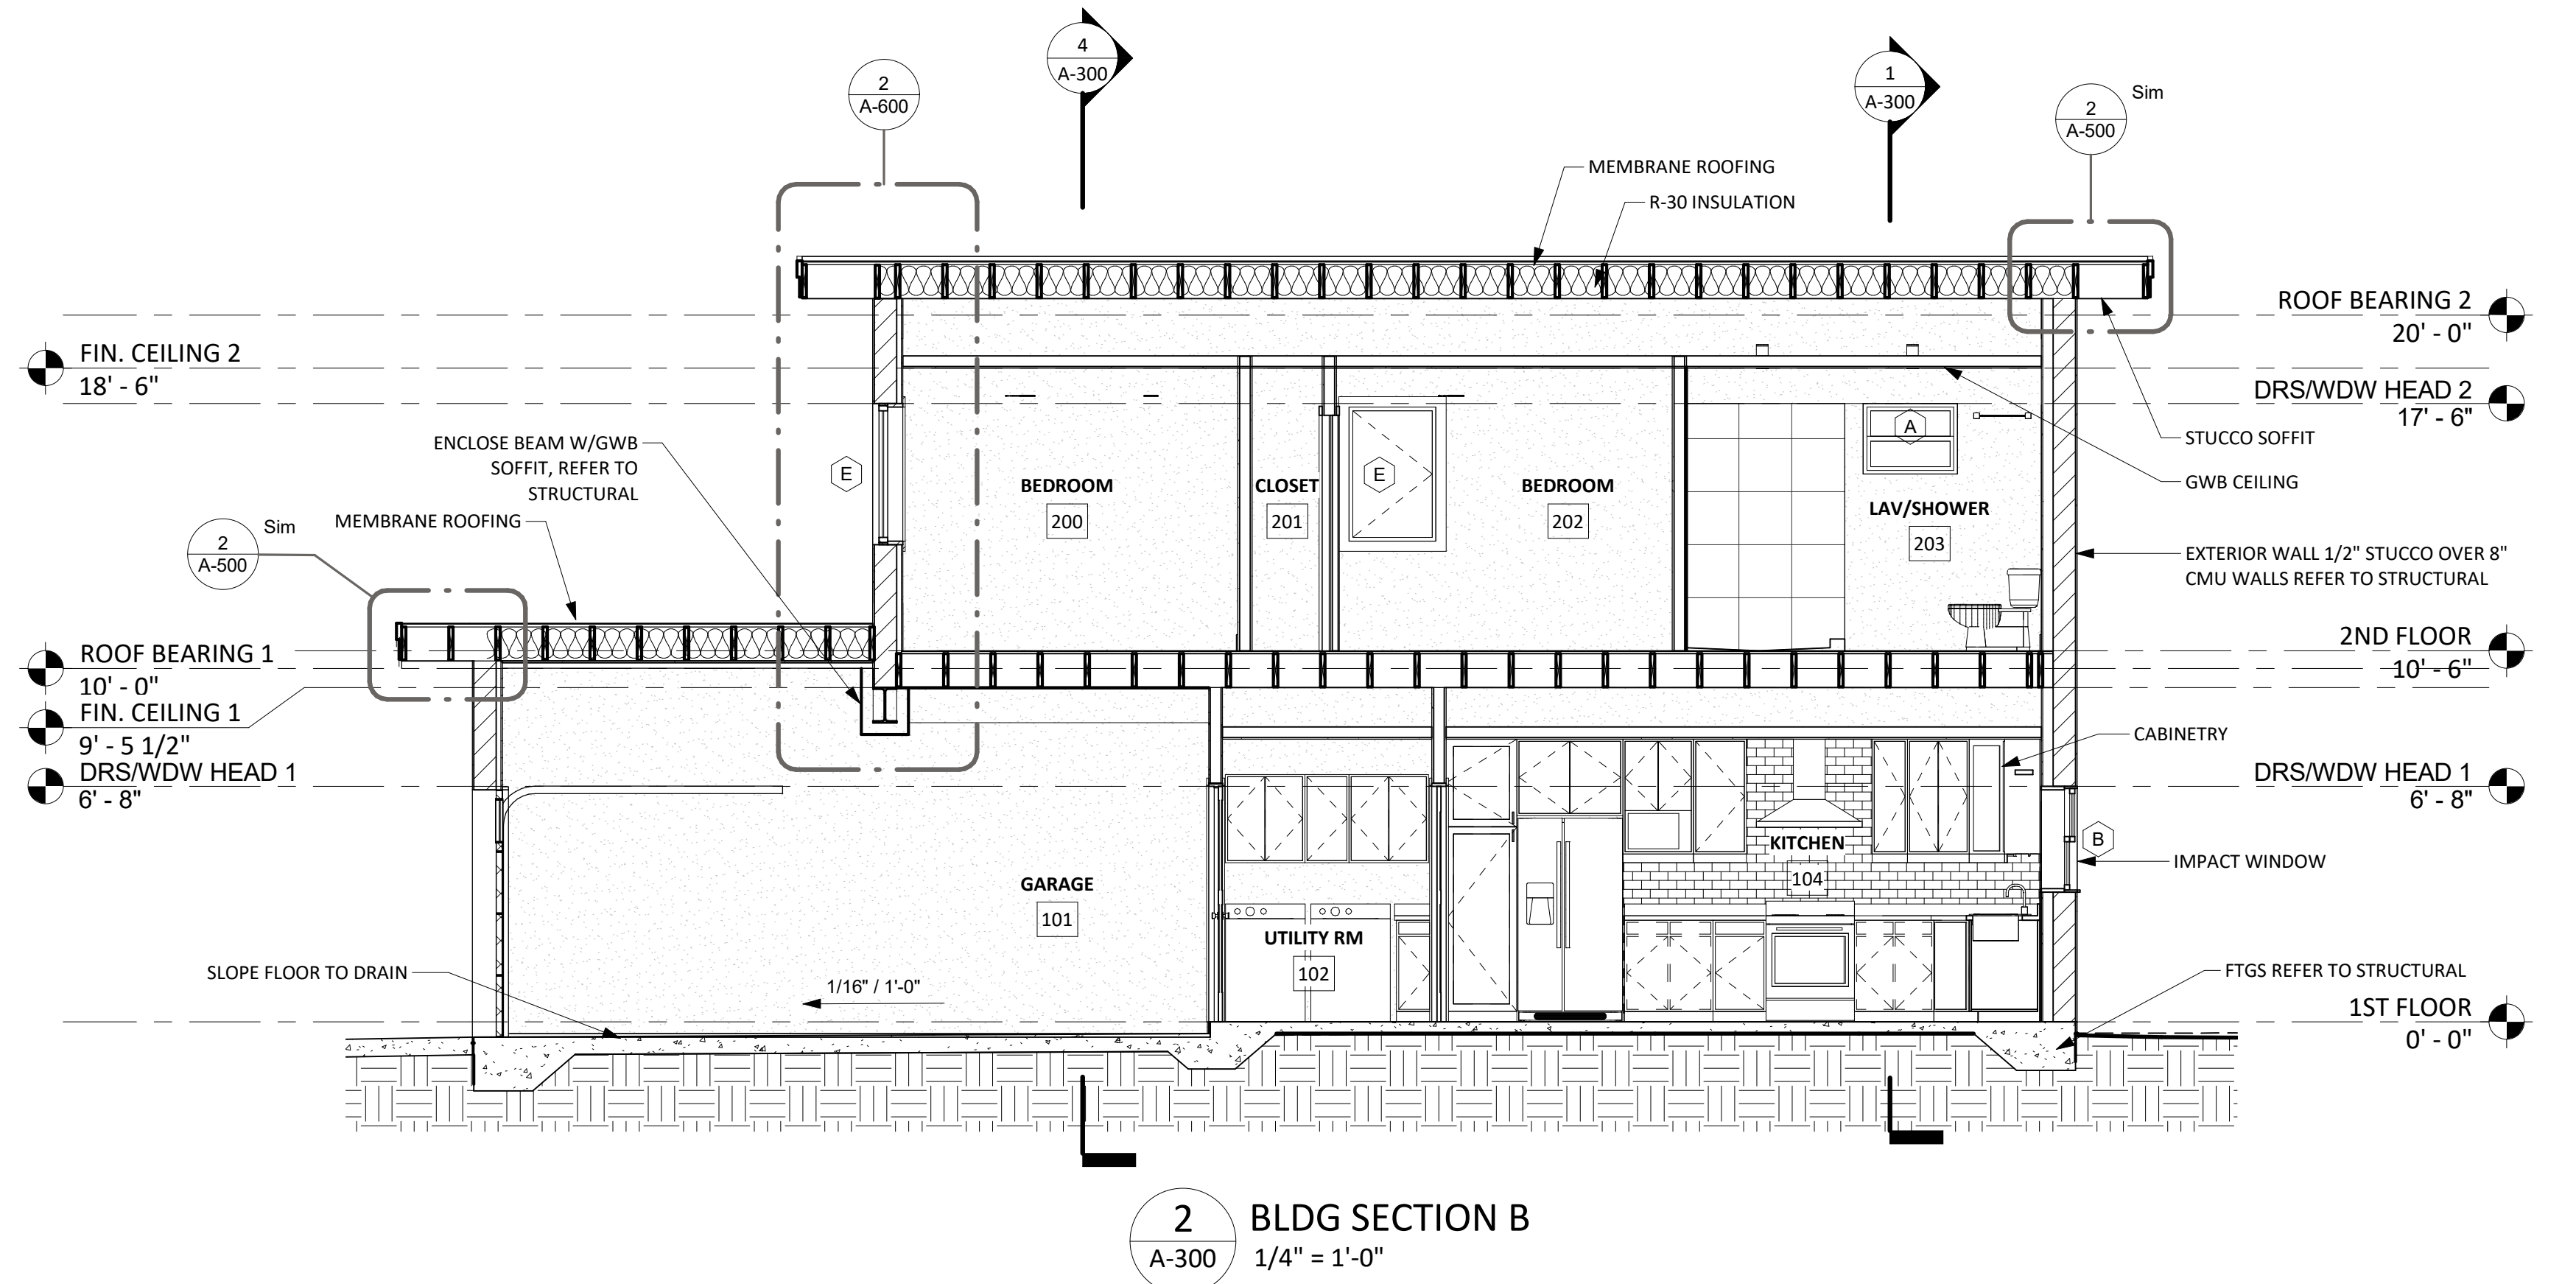 4
A-300
1
A-300
2
A-600
2
A-500
Sim
MEMBRANE ROOFING
R-30 INSULATION
ROOF BEARING 2
20' - 0"
FIN. CEILING 2
18' - 6"
DRS/WDW HEAD 2
17' - 6"
STUCCO SOFFIT
GWB CEILING
ENCLOSE BEAM W/GWB
SOFFIT, REFER TO
STRUCTURAL
MEMBRANE ROOFING
2
A-500
Sim
E
BEDROOM
200
CLOSET
201
E
BEDROOM
202
A
LAV/SHOWER
203
EXTERIOR WALL 1/2" STUCCO OVER 8"
CMU WALLS REFER TO STRUCTURAL
2ND FLOOR
10' - 6"
ROOF BEARING 1
10' - 0"
FIN. CEILING 1
9' - 5 1/2"
DRS/WDW HEAD 1
6' - 8"
CABINETRY
DRS/WDW HEAD 1
6' - 8"
B
IMPACT WINDOW
KITCHEN
104
GARAGE
101
UTILITY RM
102
SLOPE FLOOR TO DRAIN
1/16" / 1'-0"
FTGS REFER TO STRUCTURAL
1ST FLOOR
0' - 0"
2
A-300
BLDG SECTION B
1/4" = 1'-0"